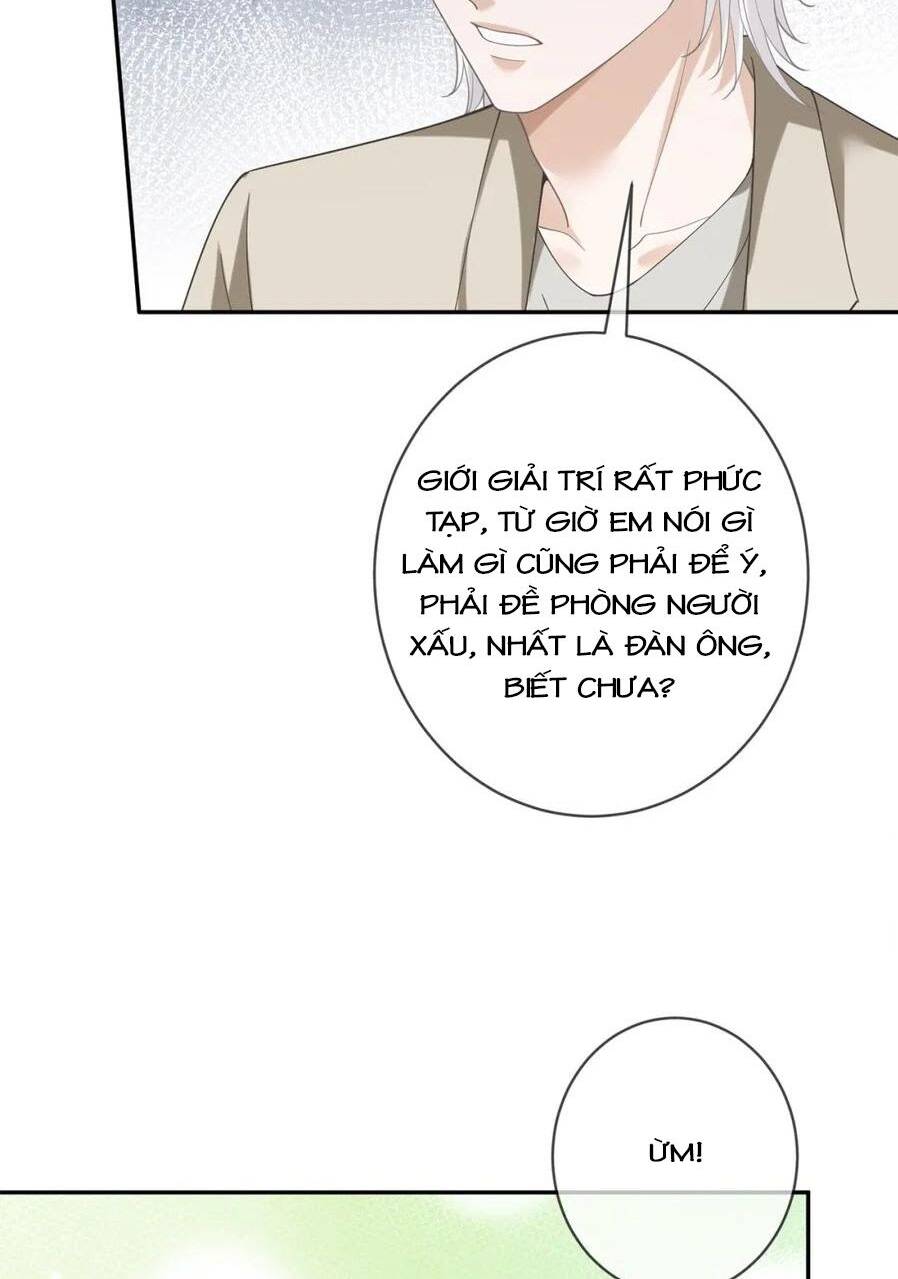 GIỚI GIẢI TRÍ RẤT PHỨC
TẠP, TỪ GIỜ EM NÓI GÌ
LÀM GÌ CŨNG PHẢI ĐỂ Ý,
PHẢI ĐỀ PHÒNG NGƯỜI
XẤU, NHẤT LÀ ĐÀN ÔNG,
BIẾT CHƯA?
ỪM!